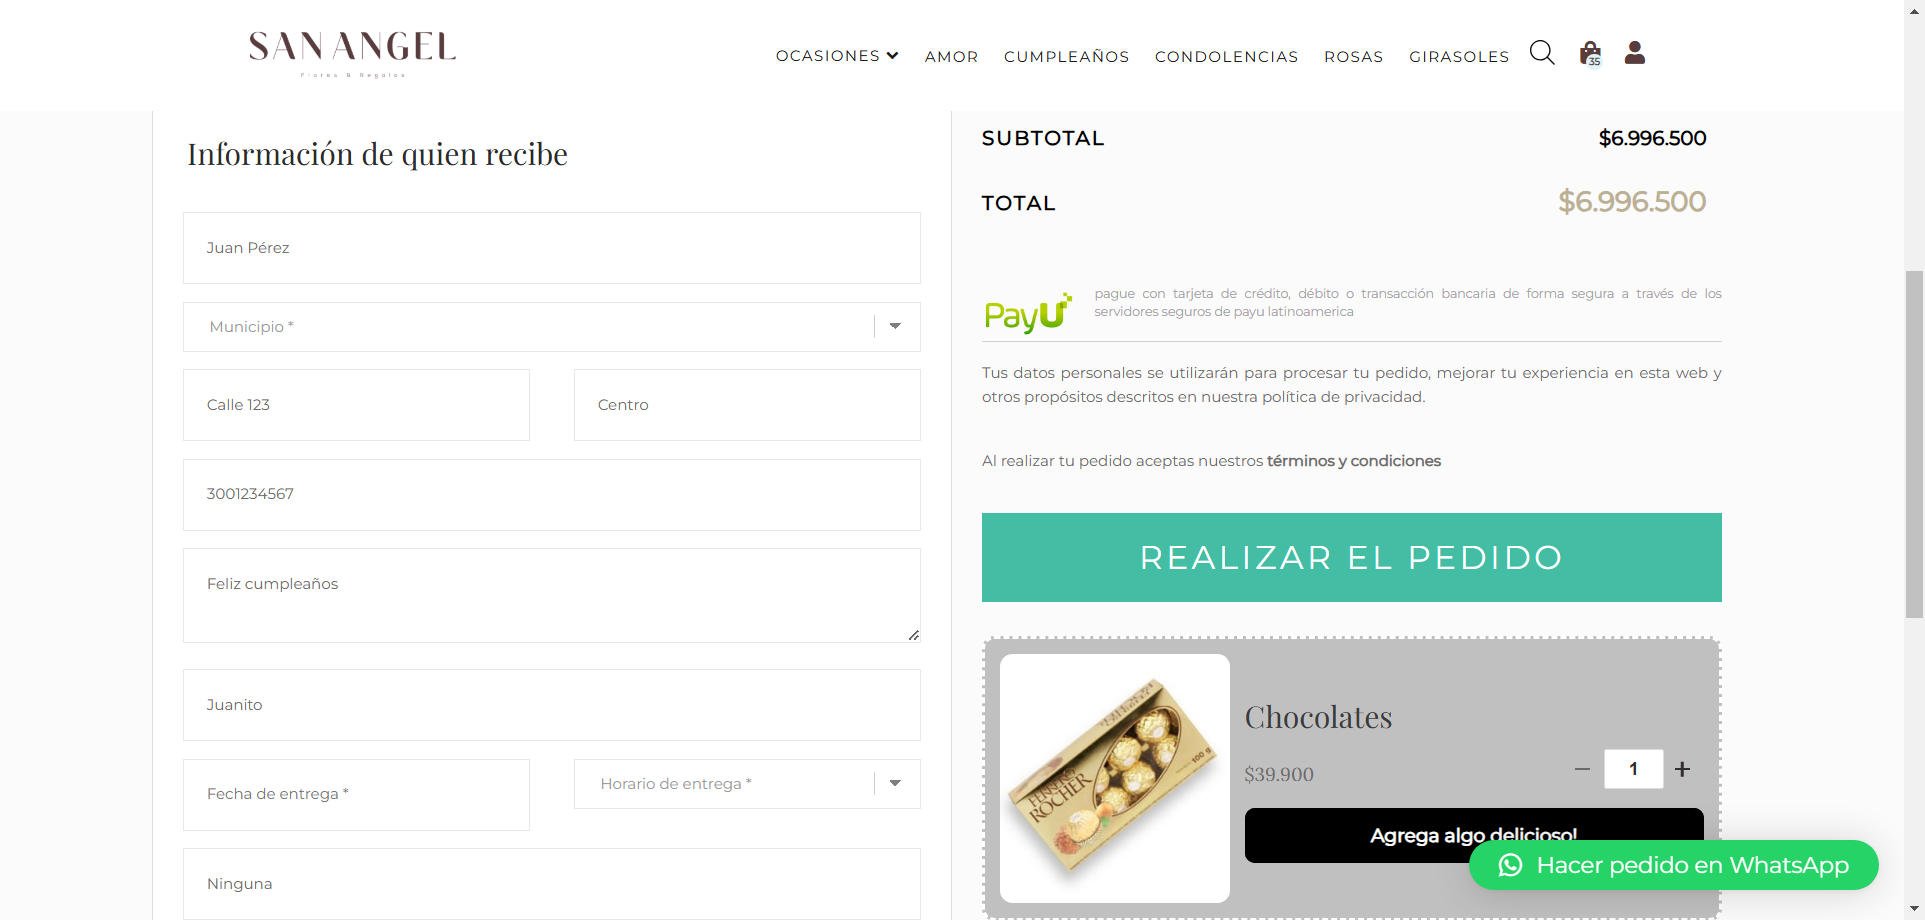 SAN ANGEL
Flores & Regalos
OCASIONES
AMOR
CUMPLEAÑOS
CONDOLENCIAS
ROSAS
GIRASOLES
35
Información de quien recibe
Juan Pérez
Municipio *
Calle 123
Centro
3001234567
Feliz cumpleaños
Juanito
Fecha de entrega *
Horario de entrega *
Ninguna
SUBTOTAL
$6.996.500
TOTAL
$6.996.500
PayU
pague con tarjeta de crédito, débito o transacción bancaria de forma segura a través de los
servidores seguros de payu latinoamerica
Tus datos personales se utilizarán para procesar tu pedido, mejorar tu experiencia en esta web y
otros propósitos descritos en nuestra política de privacidad.
Al realizar tu pedido aceptas nuestros términos y condiciones
REALIZAR EL PEDIDO
FERRERO
ROCHER
100 g
Chocolates
$39.900
1
Agrega algo delicioso!
Hacer pedido en WhatsApp